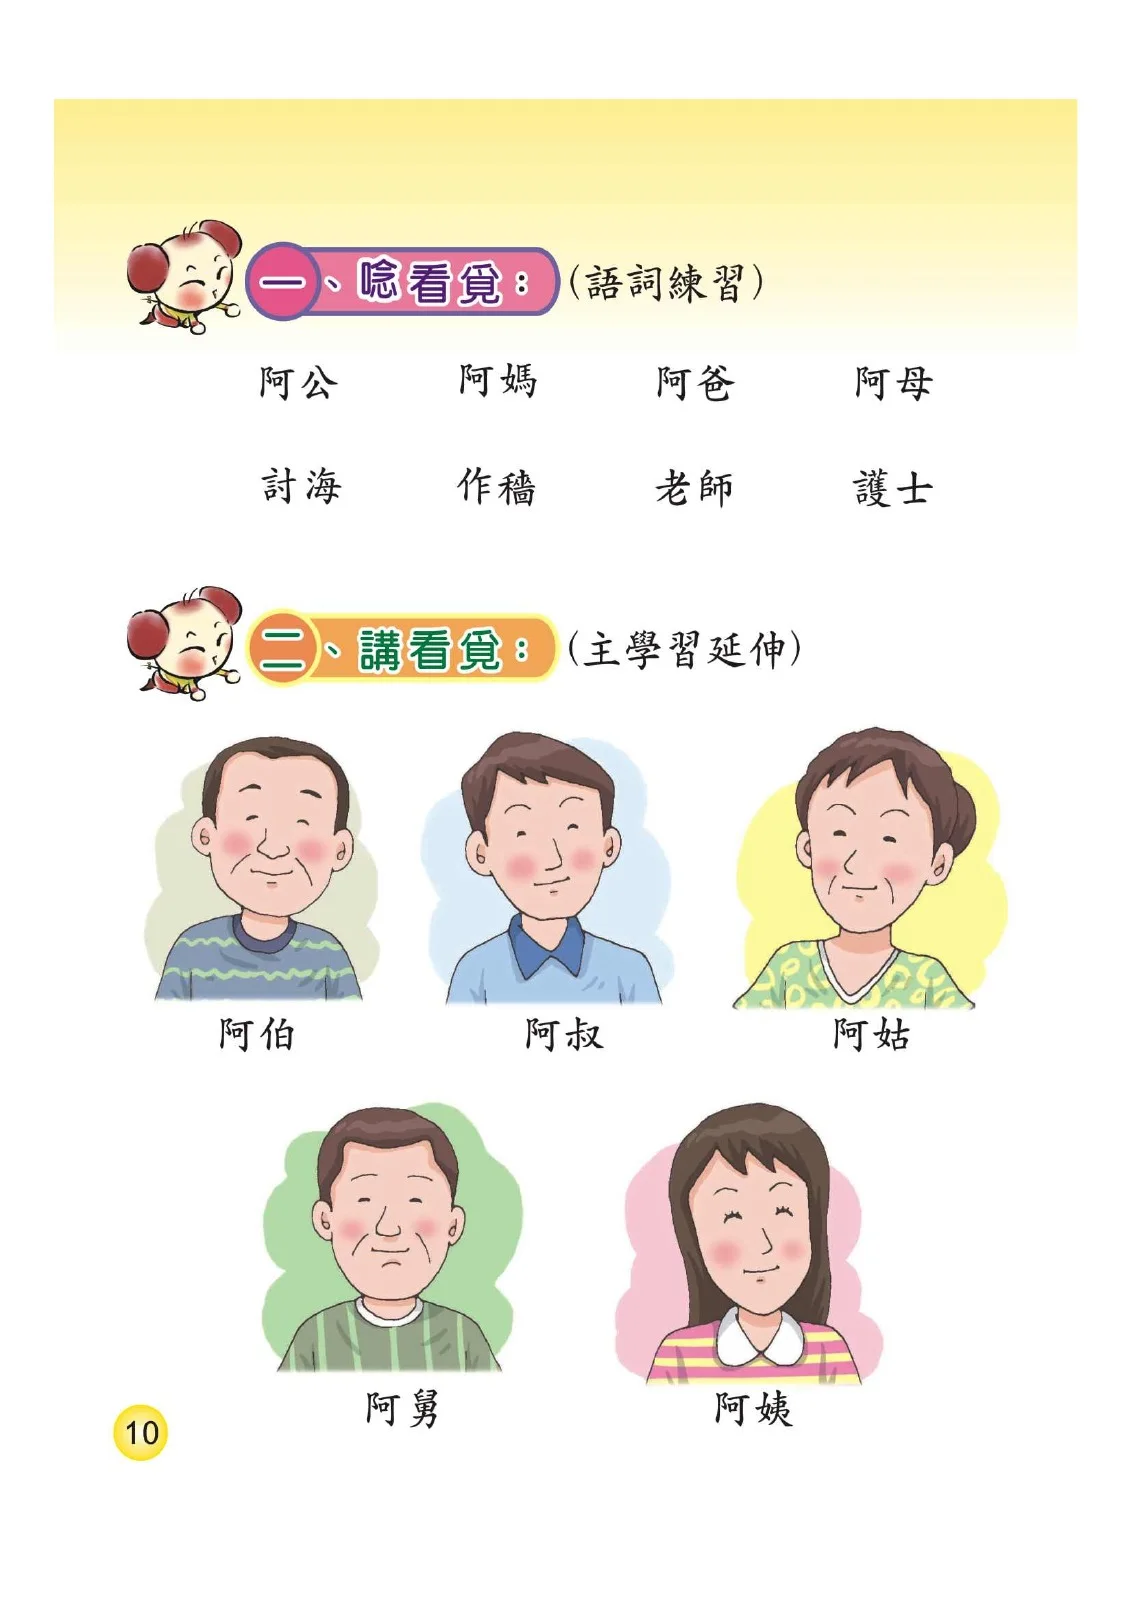 一、唸看覓：(語詞練習)
阿公 阿媽 阿爸 阿母
討海 作穡 老師 護士
二、講看覓：(主學習延伸)
阿伯 阿叔 阿姑
阿舅 阿姨
10